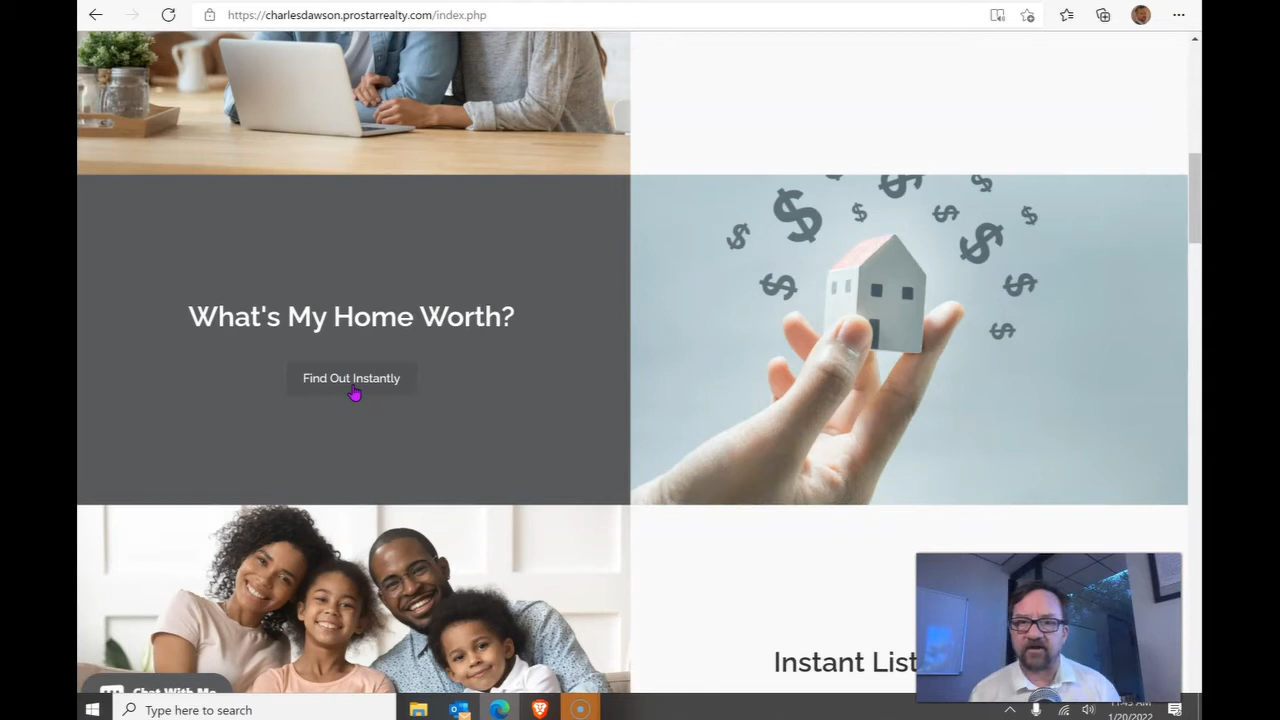 https://charlesdawson.prostarrealty.com/index.php
What's My Home Worth?
Find Out Instantly
Instant List
Chat With Me
Type here to search
11:43 AM
1/20/2022